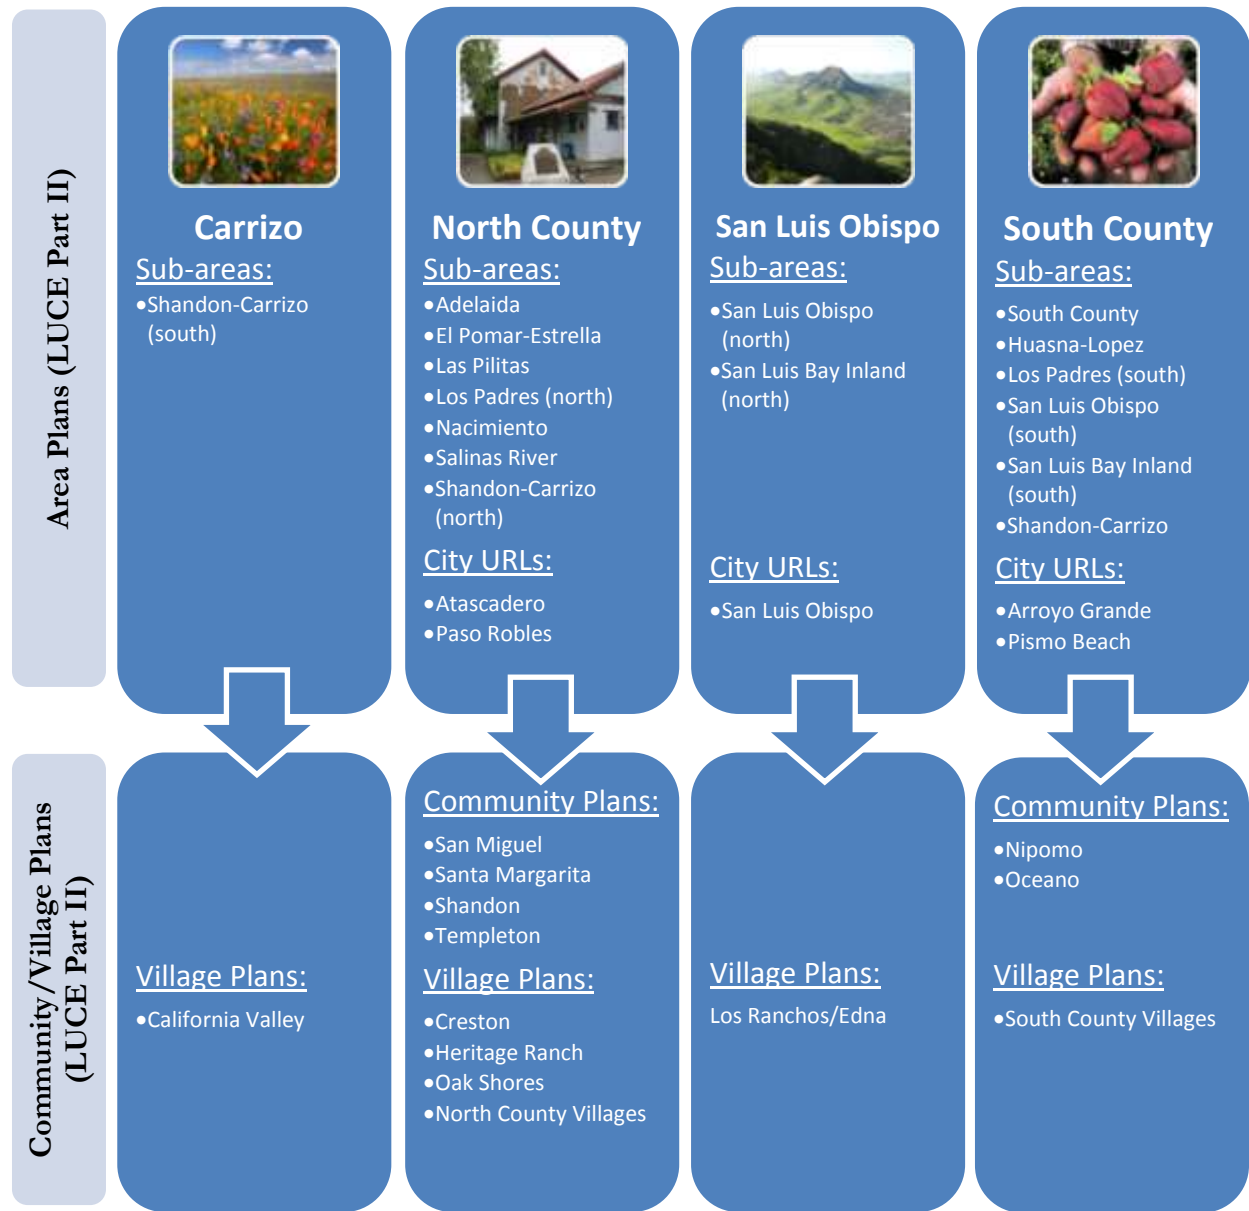 Area Plans (LUCE Part II)
Carrizo
Sub-areas:
•Shandon-Carrizo
(south)
North County
Sub-areas:
•Adelaida
•El Pomar-Estrella
•Las Pilitas
•Los Padres (north)
•Nacimiento
•Salinas River
•Shandon-Carrizo
(north)
City URLs:
•Atascadero
•Paso Robles
San Luis Obispo
Sub-areas:
•San Luis Obispo
(north)
•San Luis Bay Inland
(north)
City URLs:
•San Luis Obispo
South County
Sub-areas:
•South County
•Huasna-Lopez
•Los Padres (south)
•San Luis Obispo
(south)
•San Luis Bay Inland
(south)
•Shandon-Carrizo
City URLs:
•Arroyo Grande
•Pismo Beach
Community/Village Plans
(LUCE Part II)
Village Plans:
•California Valley
Community Plans:
•San Miguel
•Santa Margarita
•Shandon
•Templeton
Village Plans:
•Creston
•Heritage Ranch
•Oak Shores
•North County Villages
Village Plans:
Los Ranchos/Edna
Community Plans:
•Nipomo
•Oceano
Village Plans:
•South County Villages